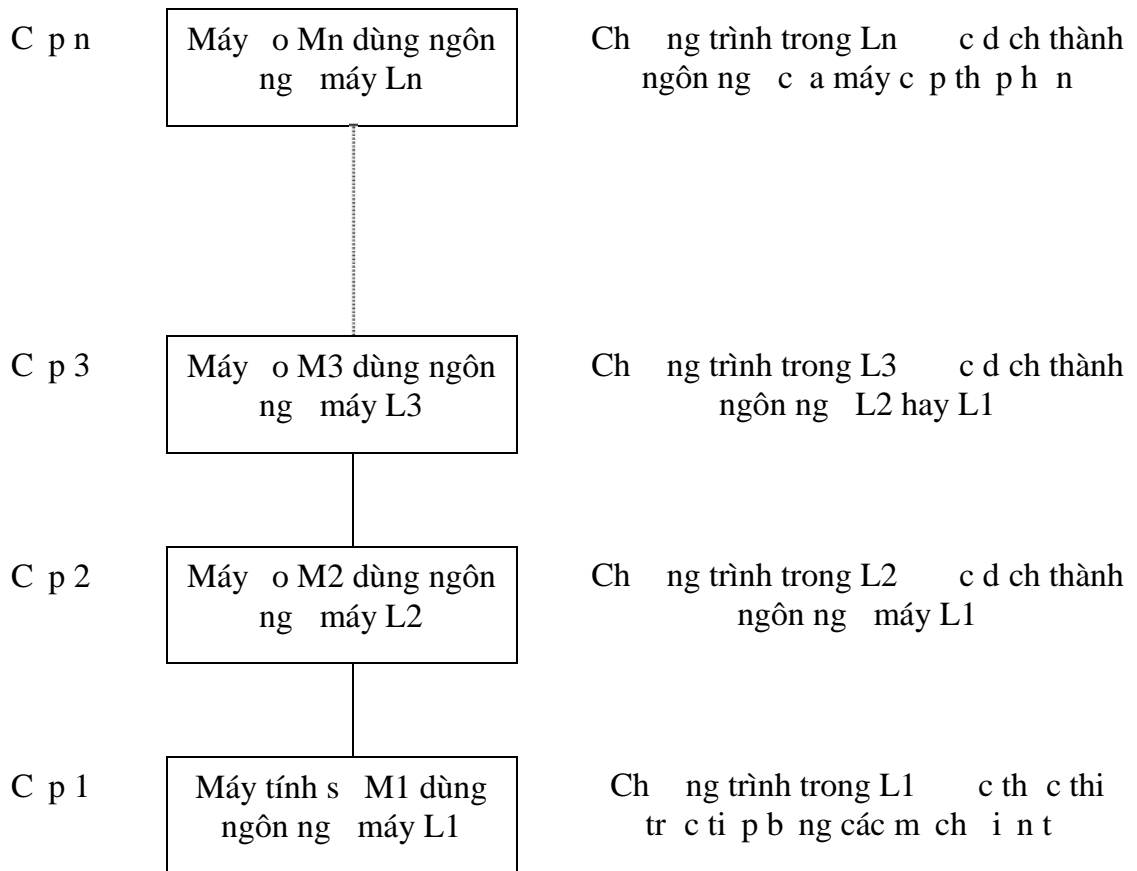 C p n
Máy o Mn dùng ngôn
ng máy Ln
Ch ng trình trong Ln c d ch thành
ngôn ng c a máy c p th p h n
C p 3
Máy o M3 dùng ngôn
ng máy L3
Ch ng trình trong L3 c d ch thành
ngôn ng L2 hay L1
C p 2
Máy o M2 dùng ngôn
ng máy L2
Ch ng trình trong L2 c d ch thành
ngôn ng máy L1
C p 1
Máy tính s M1 dùng
ngôn ng máy L1
Ch ng trình trong L1 c th c thi
tr c ti p b ng các m ch i n t